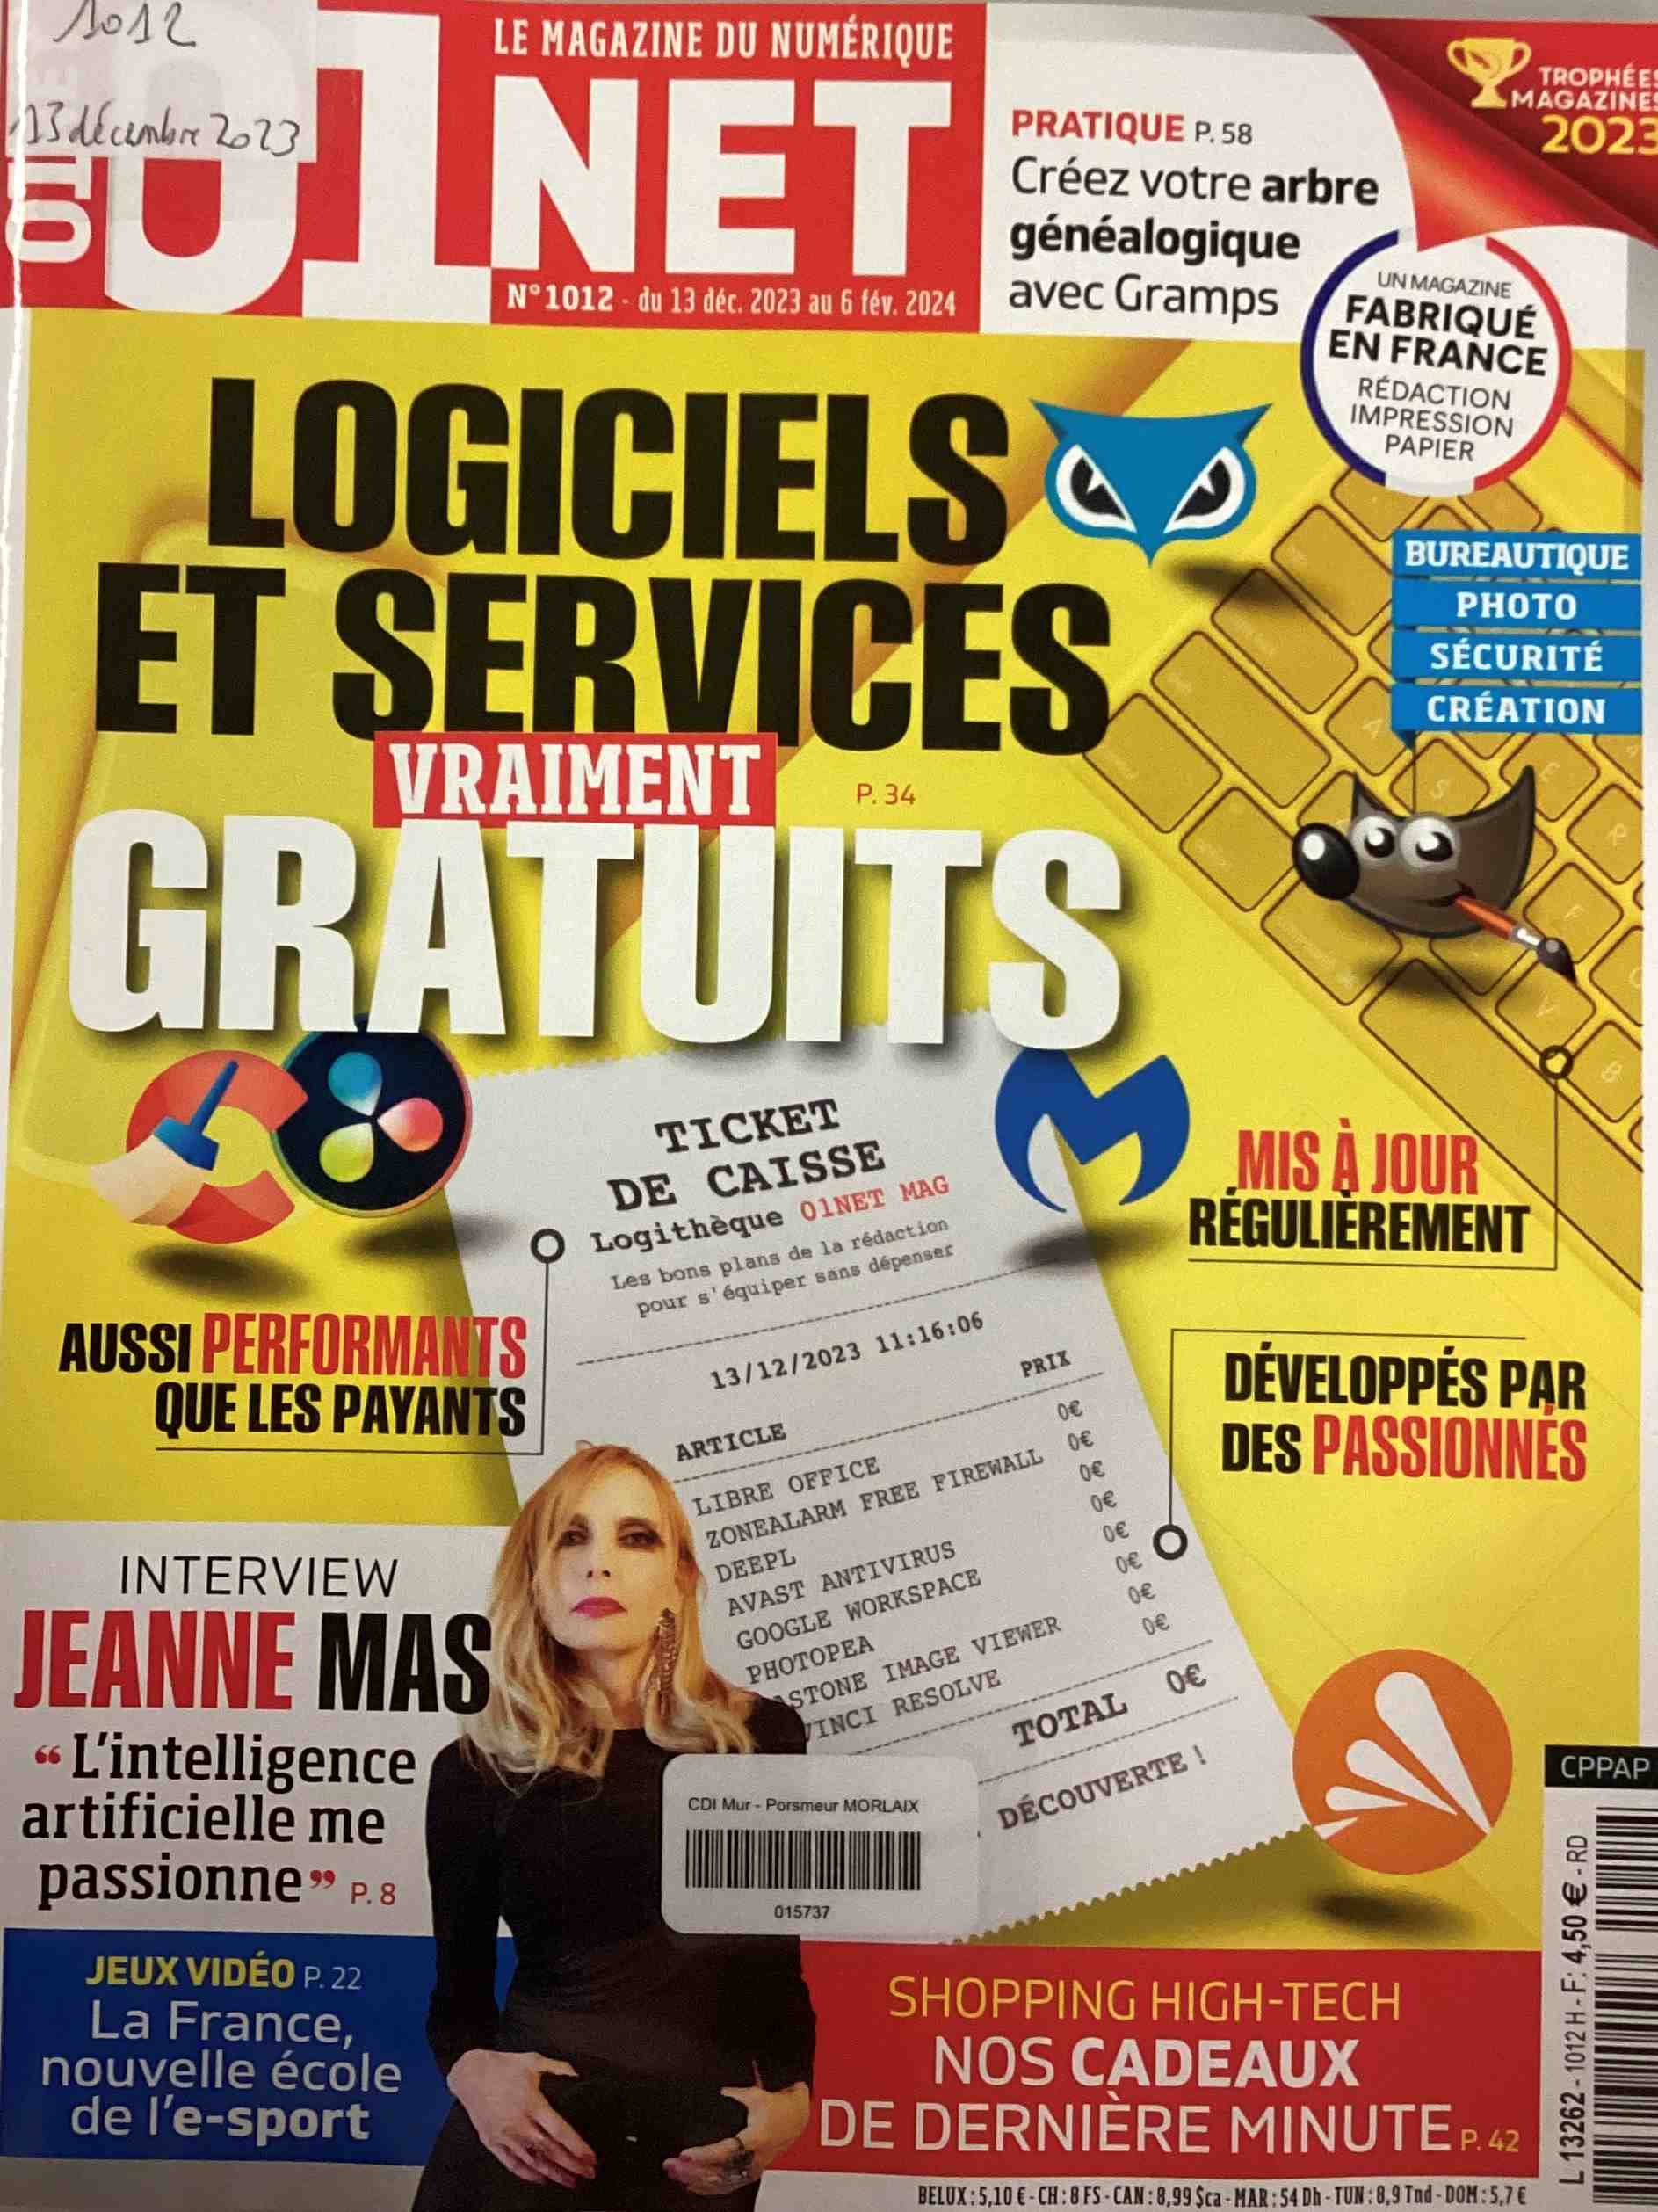 1012
13 décembre 2023
01NET
LE MAGAZINE DU NUMÉRIQUE
N°1012 - du 13 déc. 2023 au 6 fév. 2024
PRATIQUE P. 58
Créez votre arbre
généalogique
avec Gramps
TROPHÉES
MAGAZINES
2023
UN MAGAZINE
FABRIQUÉ
EN FRANCE
RÉDACTION
IMPRESSION
PAPIER
LOGICIELS
ET SERVICES
VRAIMENT
P. 34
GRATUITS
BUREAUTIQUE
PHOTO
SÉCURITÉ
CRÉATION
TICKET
DE CAISSE
Logithèque 01NET MAG
Les bons plans de la rédaction
pour s'équiper sans dépenser
13/12/2023 11:16:06
ARTICLE PRIX
LIBRE OFFICE 0€
ZONEALARM FREE FIREWALL 0€
DEEPL 0€
AVAST ANTIVIRUS 0€
GOOGLE WORKSPACE 0€
PHOTOPEA 0€
ASTONE IMAGE VIEWER 0€
VINCI RESOLVE 0€
TOTAL 0€
DÉCOUVERTE !
MIS À JOUR
RÉGULIÈREMENT
AUSSI PERFORMANTS
QUE LES PAYANTS
DÉVELOPPÉS PAR
DES PASSIONNÉS
INTERVIEW
JEANNE MAS
“L'intelligence
artificielle me
passionne” P. 8
CDI Mur - Porsmeur MORLAIX
015737
JEUX VIDÉO P. 22
La France,
nouvelle école
de l'e-sport
SHOPPING HIGH-TECH
NOS CADEAUX
DE DERNIÈRE MINUTE P. 42
CPPAP
L 13262 - 1012 H - F: 4,50 € - RD
BELUX : 5,10 € - CH : 8 FS - CAN : 8,99 $ca - MAR : 54 Dh - TUN : 8,9 Tnd - DOM : 5,7 €